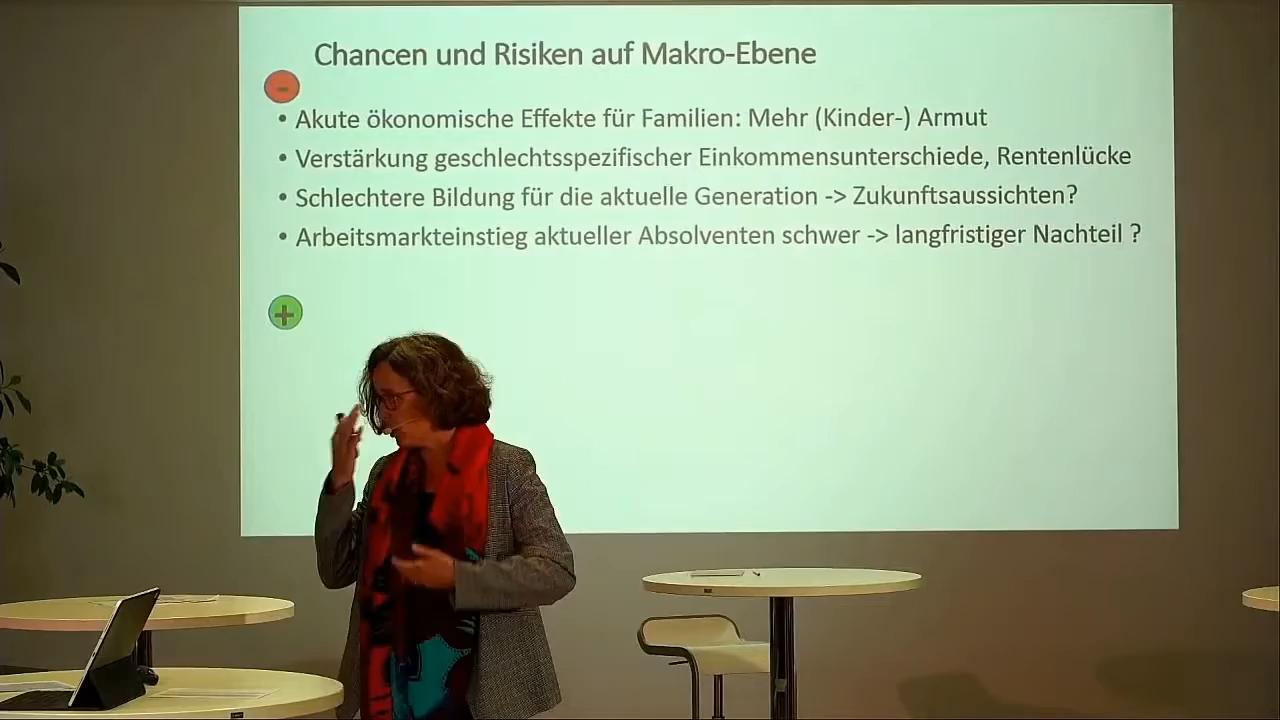 Chancen und Risiken auf Makro-Ebene
-
• Akute ökonomische Effekte für Familien: Mehr (Kinder-) Armut
• Verstärkung geschlechtsspezifischer Einkommensunterschiede, Rentenlücke
• Schlechtere Bildung für die aktuelle Generation -> Zukunftsaussichten?
• Arbeitsmarkteinstieg aktueller Absolventen schwer -> langfristiger Nachteil ?
+